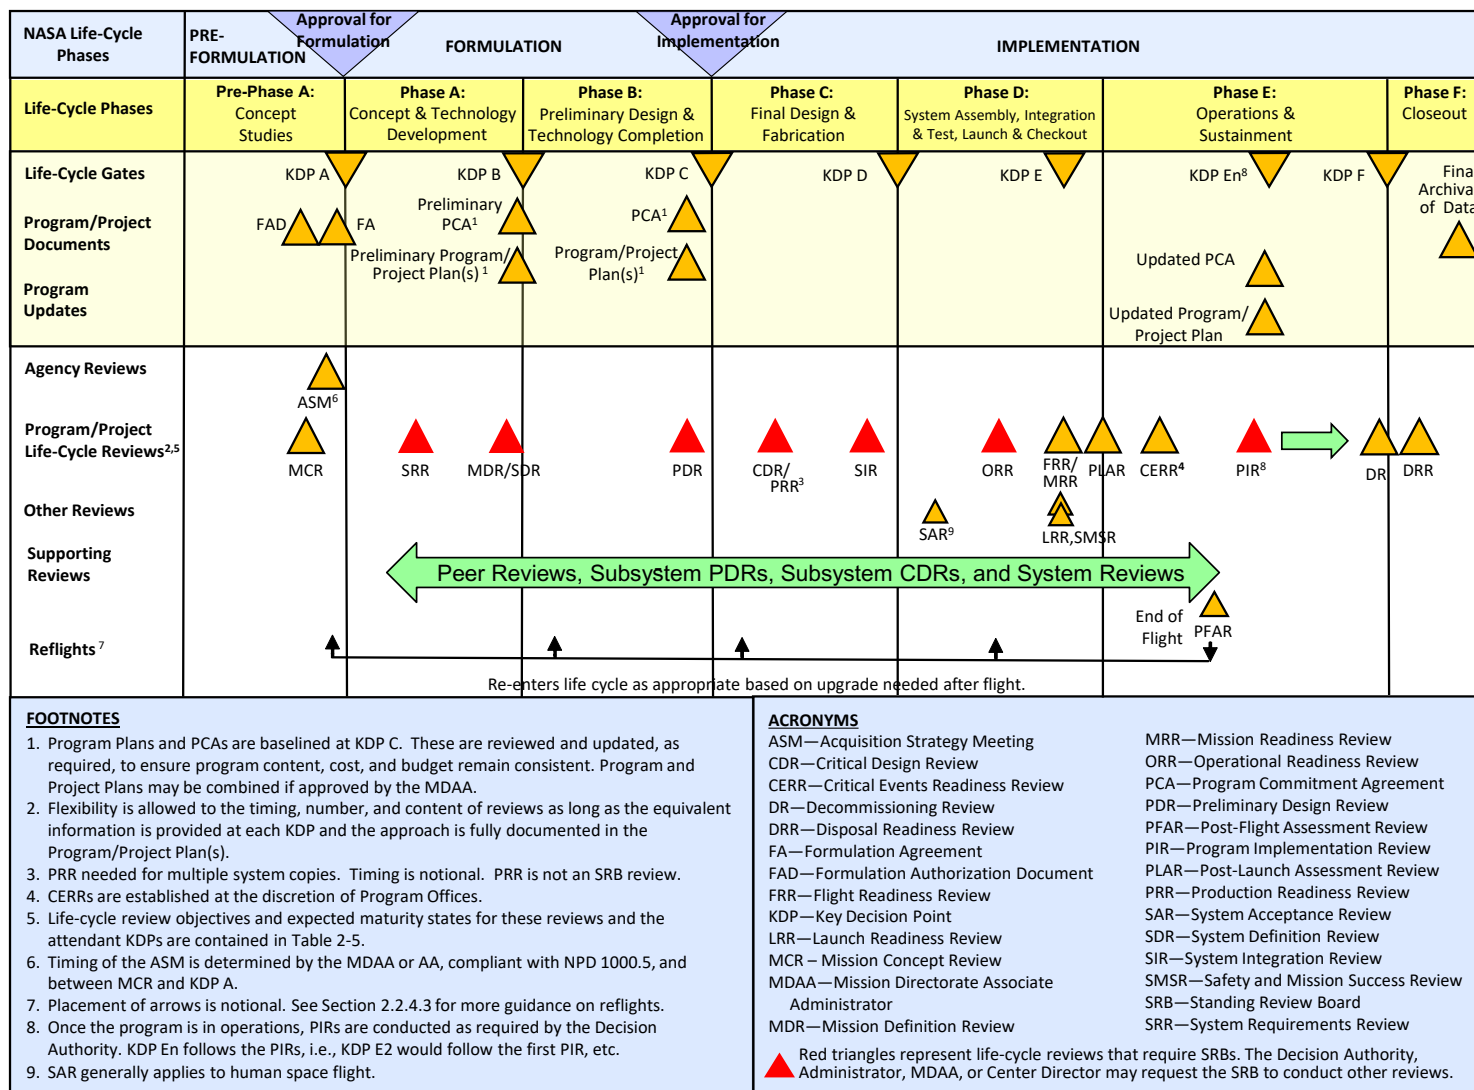 NASA Life-Cycle
Phases
PRE-
FORMULATION
Approval for
Formulation
FORMULATION
Approval for
Implementation
IMPLEMENTATION
Life-Cycle Phases
Pre-Phase A:
Concept
Studies
Phase A:
Concept & Technology
Development
Phase B:
Preliminary Design &
Technology Completion
Phase C:
Final Design &
Fabrication
Phase D:
System Assembly, Integration
& Test, Launch & Checkout
Phase E:
Operations &
Sustainment
Phase F:
Closeout
Life-Cycle Gates
KDP A
KDP B
KDP C
KDP D
KDP E
KDP En8
KDP F
Final
Archival
of Data
Program/Project
Documents
FAD
FA
Preliminary
PCA1
Preliminary Program/
Project Plan(s) 1
PCA1
Program/Project
Plan(s)1
Updated PCA
Program
Updates
Updated Program/
Project Plan
Agency Reviews
ASM6
Program/Project
Life-Cycle Reviews2,5
MCR
SRR
MDR/SDR
PDR
CDR/
PRR3
SIR
ORR
FRR/
MRR
PLAR
CERR4
PIR8
DR
DRR
Other Reviews
SAR9
LRR,SMSR
Supporting
Reviews
Peer Reviews, Subsystem PDRs, Subsystem CDRs, and System Reviews
End of
Flight
PFAR
Reflights 7
Re-enters life cycle as appropriate based on upgrade needed after flight.
FOOTNOTES
1. Program Plans and PCAs are baselined at KDP C. These are reviewed and updated, as
required, to ensure program content, cost, and budget remain consistent. Program and
Project Plans may be combined if approved by the MDAA.
2. Flexibility is allowed to the timing, number, and content of reviews as long as the equivalent
information is provided at each KDP and the approach is fully documented in the
Program/Project Plan(s).
3. PRR needed for multiple system copies. Timing is notional. PRR is not an SRB review.
4. CERRs are established at the discretion of Program Offices.
5. Life-cycle review objectives and expected maturity states for these reviews and the
attendant KDPs are contained in Table 2-5.
6. Timing of the ASM is determined by the MDAA or AA, compliant with NPD 1000.5, and
between MCR and KDP A.
7. Placement of arrows is notional. See Section 2.2.4.3 for more guidance on reflights.
8. Once the program is in operations, PIRs are conducted as required by the Decision
Authority. KDP En follows the PIRs, i.e., KDP E2 would follow the first PIR, etc.
9. SAR generally applies to human space flight.
ACRONYMS
ASM—Acquisition Strategy Meeting
CDR—Critical Design Review
CERR—Critical Events Readiness Review
DR—Decommissioning Review
DRR—Disposal Readiness Review
FA—Formulation Agreement
FAD—Formulation Authorization Document
FRR—Flight Readiness Review
KDP—Key Decision Point
LRR—Launch Readiness Review
MCR – Mission Concept Review
MDAA—Mission Directorate Associate
Administrator
MDR—Mission Definition Review
MRR—Mission Readiness Review
ORR—Operational Readiness Review
PCA—Program Commitment Agreement
PDR—Preliminary Design Review
PFAR—Post-Flight Assessment Review
PIR—Program Implementation Review
PLAR—Post-Launch Assessment Review
PRR—Production Readiness Review
SAR—System Acceptance Review
SDR—System Definition Review
SIR—System Integration Review
SMSR—Safety and Mission Success Review
SRB—Standing Review Board
SRR—System Requirements Review
Red triangles represent life-cycle reviews that require SRBs. The Decision Authority,
Administrator, MDAA, or Center Director may request the SRB to conduct other reviews.